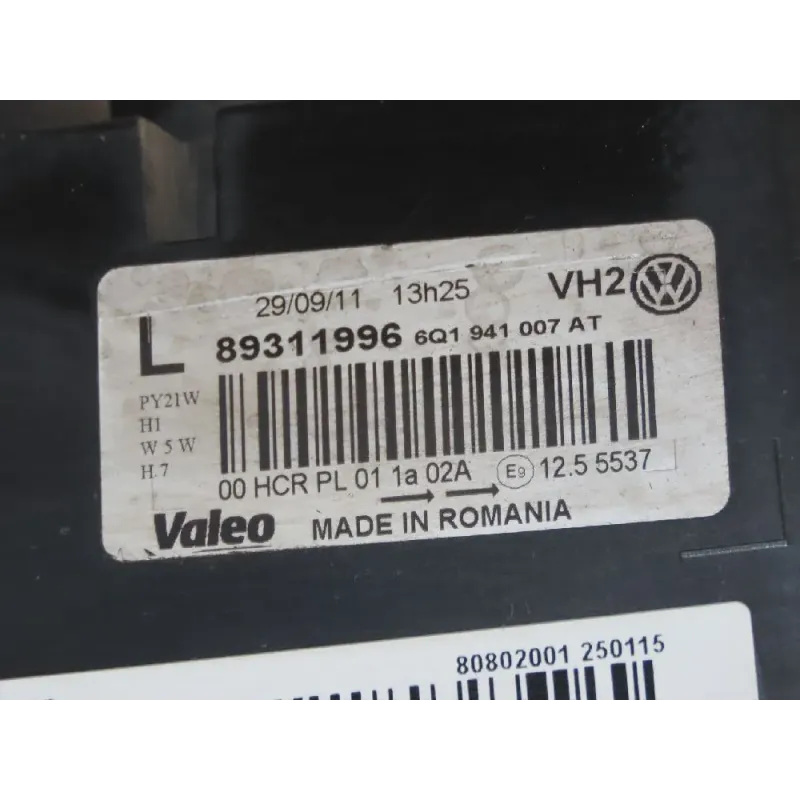 29/09/11 13h25 VH2
L 89311996 6Q1 941 007 AT
PY21W
H1
W 5 W
H.7
00 HCR PL 01 1a 02A E9 12.5 5537
Valeo MADE IN ROMANIA
80802001 250115